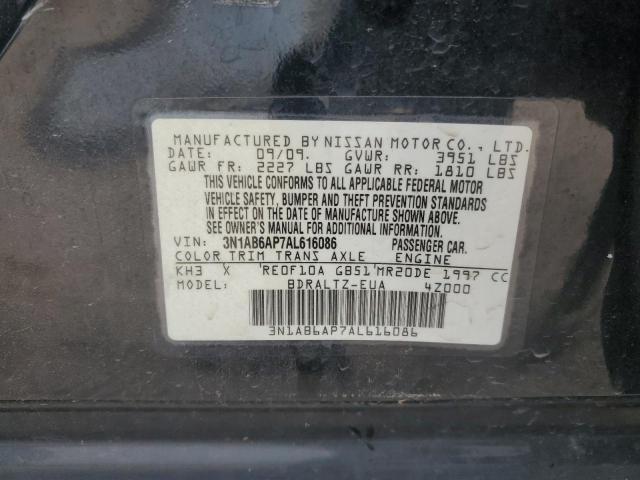 MANUFACTURED BY NISSAN MOTOR CO., LTD.
DATE: 09/09. GVWR: 3951 LBS
GAWR FR: 2227 LBS GAWR RR: 1810 LBS
THIS VEHICLE CONFORMS TO ALL APPLICABLE FEDERAL MOTOR
VEHICLE SAFETY, BUMPER AND THEFT PREVENTION STANDARDS
IN EFFECT ON THE DATE OF MANUFACTURE SHOWN ABOVE.
SEE OWNER'S MANUAL FOR ADDITIONAL INFORMATION.
VIN: 3N1AB6AP7AL616086 PASSENGER CAR.
COLOR TRIM TRANS AXLE ENGINE
KH3 X RE0F10A GB51 MR20DE 1997 CC
MODEL: BDRALTZ-EUA 4Z000
3N1AB6AP7AL616086